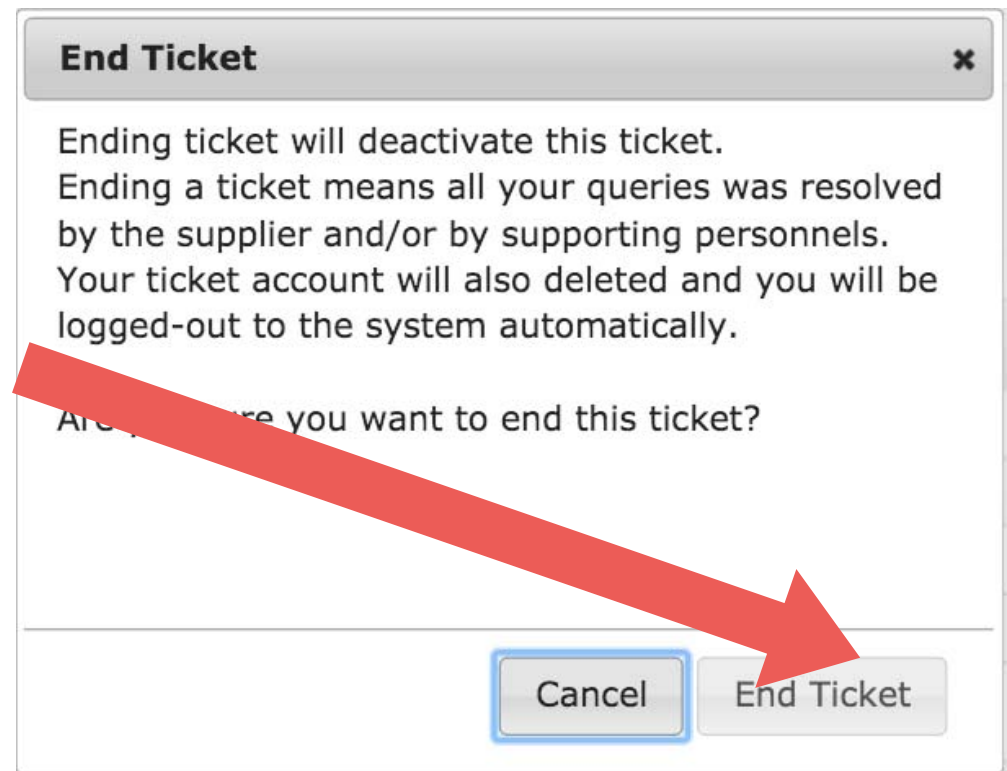 End Ticket
Ending ticket will deactivate this ticket.
Ending a ticket means all your queries was resolved
by the supplier and/or by supporting personnels.
Your ticket account will also deleted and you will be
logged-out to the system automatically.
you want to end this ticket?
Cancel
End Ticket